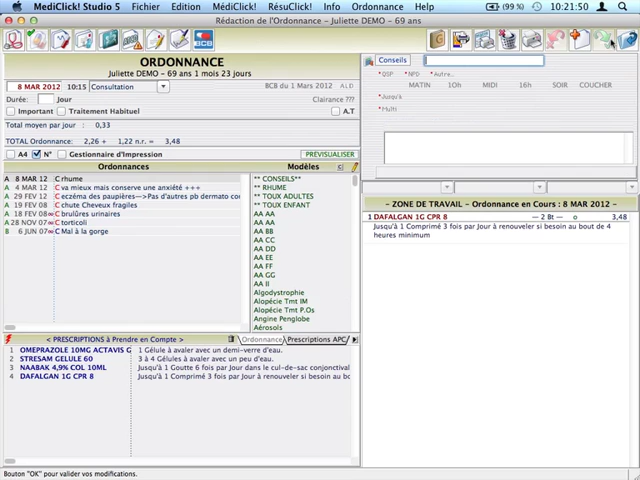 MediClick! Studio 5 Fichier Edition MédiClick! RésuClick! Info Ordonnance Help (99 %) 10:21:50
Rédaction de l'Ordonnance - Juliette DEMO - 69 ans
BCB
ORDONNANCE
Juliette DEMO - 69 ans 1 mois 23 jours
8 MAR 2012 10:15 Consultation BCB du 1 Mars 2012 ALD
Durée: Jour Clairance ???
Important Traitement Habituel A.T
Total moyen par jour : 0,33
TOTAL Ordonnance: 2,26 + 1,22 n.r. = 3,48
A4 N° Gestionnaire d'Impression PRÉVISUALISER
Ordonnances Modèles C
A 8 MAR 12 C rhume
A 4 MAR 12 C va mieux mais conserve une anxiété +++
A 29 FEV 12 C eczéma des paupières—>Pas d'autres pb dermato co
A 19 FEV 08 C chute Cheveux fragiles
A 18 FEV 08∞ C brulûres urinaires
A 28 NOV 07∞ C torticoli
B 6 JUN 07∞ C Mal à la gorge
** CONSEILS**
** RHUME
** TOUX ADULTES
** TOUX ENFANT
AA AA
AA BB
AA CC
AA DD
AA EE
AA FF
AA GG
AA II
Algodystrophie
Alopécie Tmt IM
Alopécie Tmt P.Os
Angine Penglobe
Aérosols
< PRESCRIPTIONS à Prendre en Compte > Ordonnance Prescriptions APC
1 OMEPRAZOLE 10MG ACTAVIS G 1 Gélule à avaler avec un demi-verre d'eau.
2 STRESAM GELULE 60 3 à 4 Gélules à avaler avec un peu d'eau.
3 NAABAK 4,9% COL 10ML Jusqu'à 1 Goutte 6 fois par Jour dans le cul-de-sac conjonctival
4 DAFALGAN 1G CPR 8 Jusqu'à 1 Comprimé 3 fois par Jour à renouveler si besoin au bo
Conseils
* QSP * NPD * Autre..
MATIN 10h MIDI 16h SOIR COUCHER
* Jusqu'à
* Multi
- ZONE DE TRAVAIL - Ordonnance en Cours : 8 MAR 2012 -
1 DAFALGAN 1G CPR 8 — 2 Bt — o 3,48
Jusqu'à 1 Comprimé 3 fois par Jour à renouveler si besoin au bout de 4
heures minimum
Bouton "OK" pour valider vos modifications.